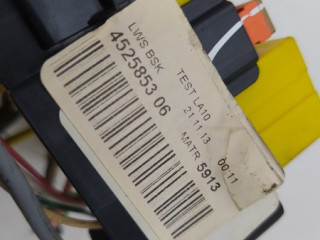 LWS BSK
4525853 06
TEST LA10
21 11 13 00:11
MATR 5913